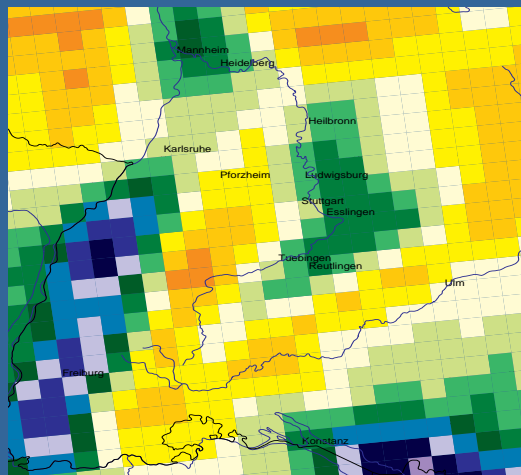 Mannheim
Heidelberg
Heilbronn
Karlsruhe
Pforzheim
Ludwigsburg
Stuttgart
Esslingen
Tuebingen
Reutlingen
Ulm
Freiburg
Konstanz